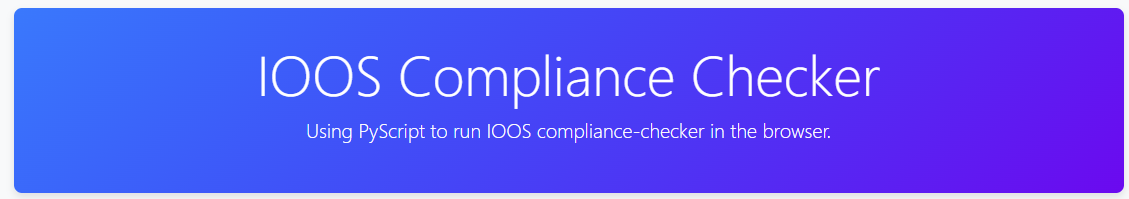 IOOS Compliance Checker
Using PyScript to run IOOS compliance-checker in the browser.